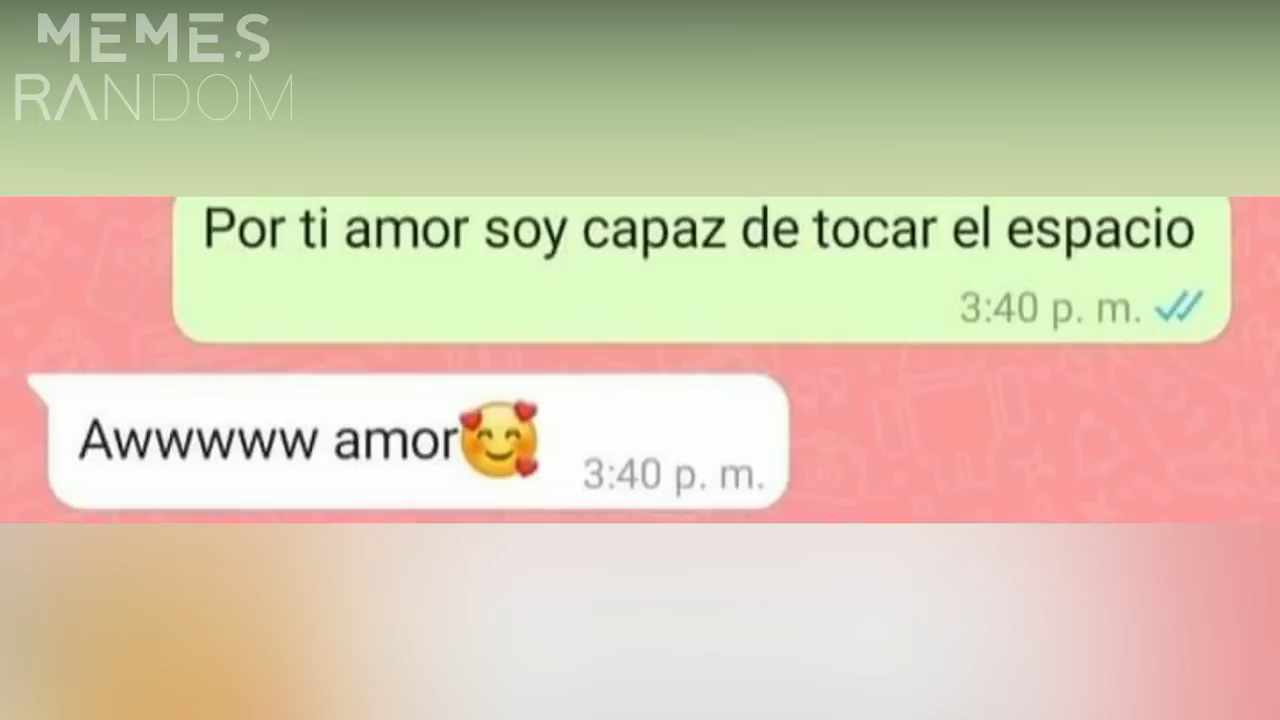 MEMES
RANDOM
Por ti amor soy capaz de tocar el espacio
3:40 p. m.
Awwwww amor🥰
3:40 p. m.